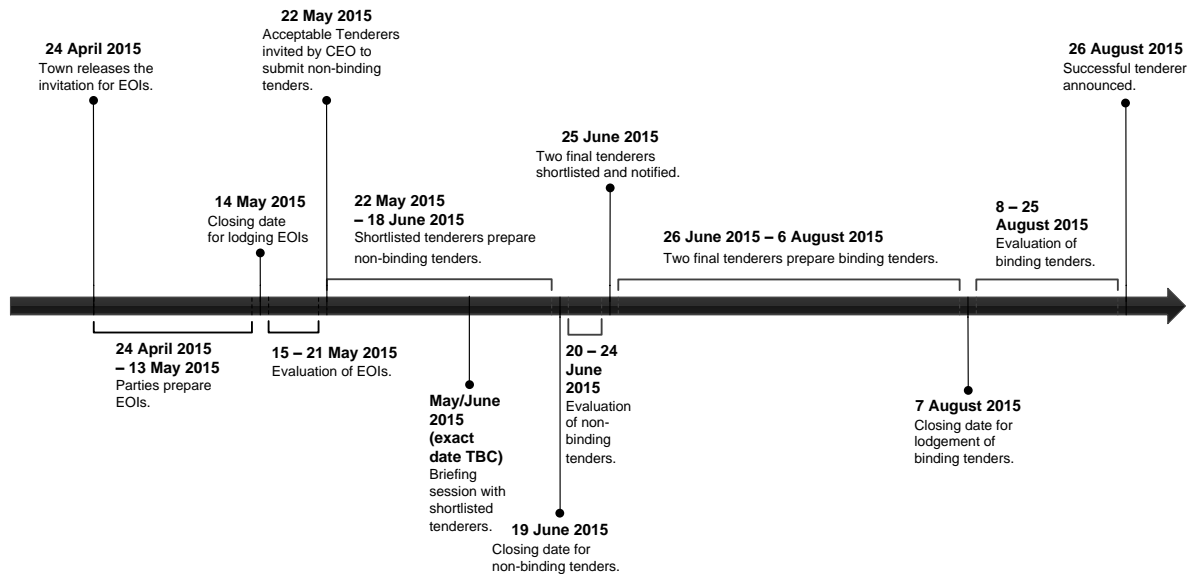 24 April 2015
Town releases the
invitation for EOIs.
22 May 2015
Acceptable Tenderers
invited by CEO to
submit non-binding
tenders.
26 August 2015
Successful tenderer
announced.
25 June 2015
Two final tenderers
shortlisted and notified.
14 May 2015
Closing date
for lodging EOIs
22 May 2015
– 18 June 2015
Shortlisted tenderers prepare
non-binding tenders.
26 June 2015 – 6 August 2015
Two final tenderers prepare binding tenders.
8 – 25
August 2015
Evaluation of
binding tenders.
24 April 2015
– 13 May 2015
Parties prepare
EOIs.
15 – 21 May 2015
Evaluation of EOIs.
May/June
2015
(exact
date TBC)
Briefing
session with
shortlisted
tenderers.
19 June 2015
Closing date for
non-binding tenders.
20 – 24
June
2015
Evaluation
of non-
binding
tenders.
7 August 2015
Closing date for
lodgement of
binding tenders.